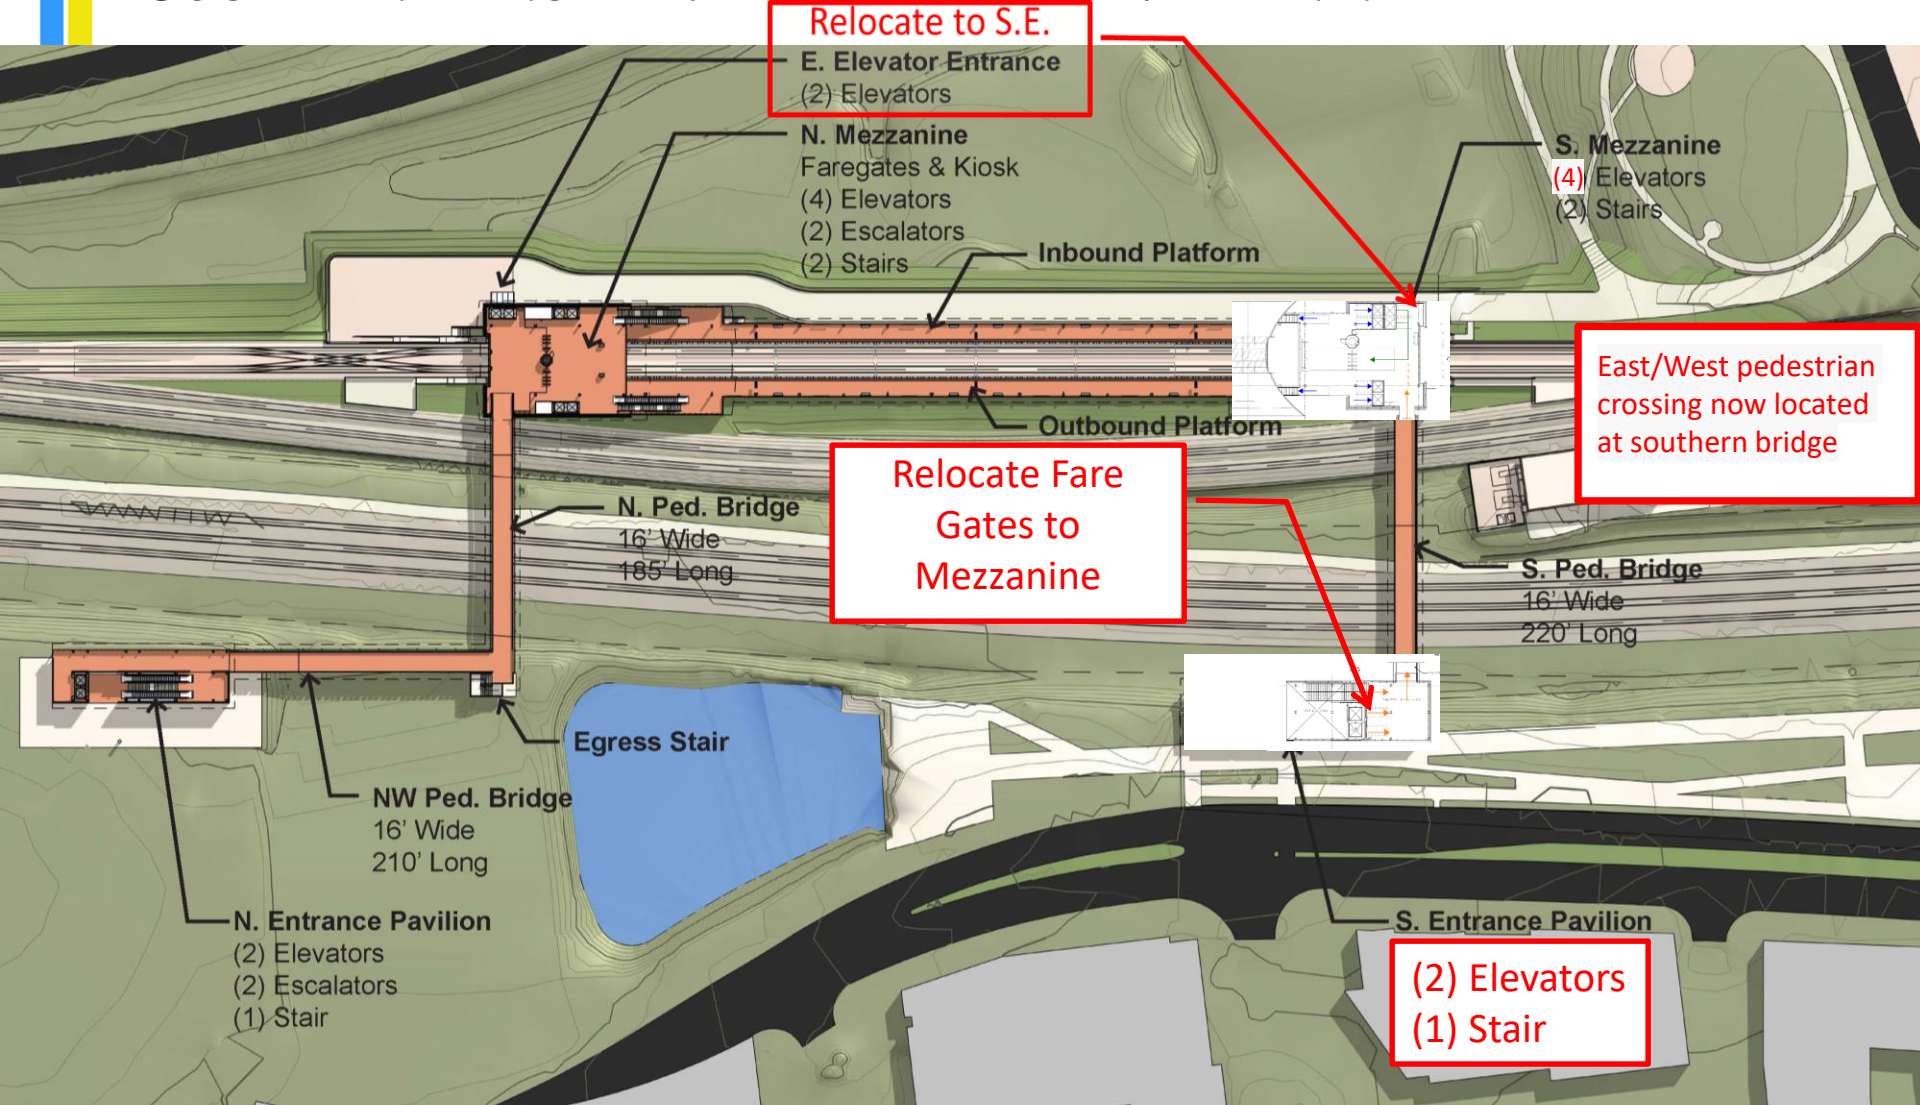 Relocate to S.E.
E. Elevator Entrance
(2) Elevators
N. Mezzanine
Faregates & Kiosk
(4) Elevators
(2) Escalators
(2) Stairs
S. Mezzanine
(4) Elevators
(2) Stairs
Inbound Platform
Outbound Platform
East/West pedestrian
crossing now located
at southern bridge
Relocate Fare
Gates to
Mezzanine
N. Ped. Bridge
16' Wide
185' Long
S. Ped. Bridge
16' Wide
220' Long
Egress Stair
NW Ped. Bridge
16' Wide
210' Long
N. Entrance Pavilion
(2) Elevators
(2) Escalators
(1) Stair
S. Entrance Pavilion
(2) Elevators
(1) Stair